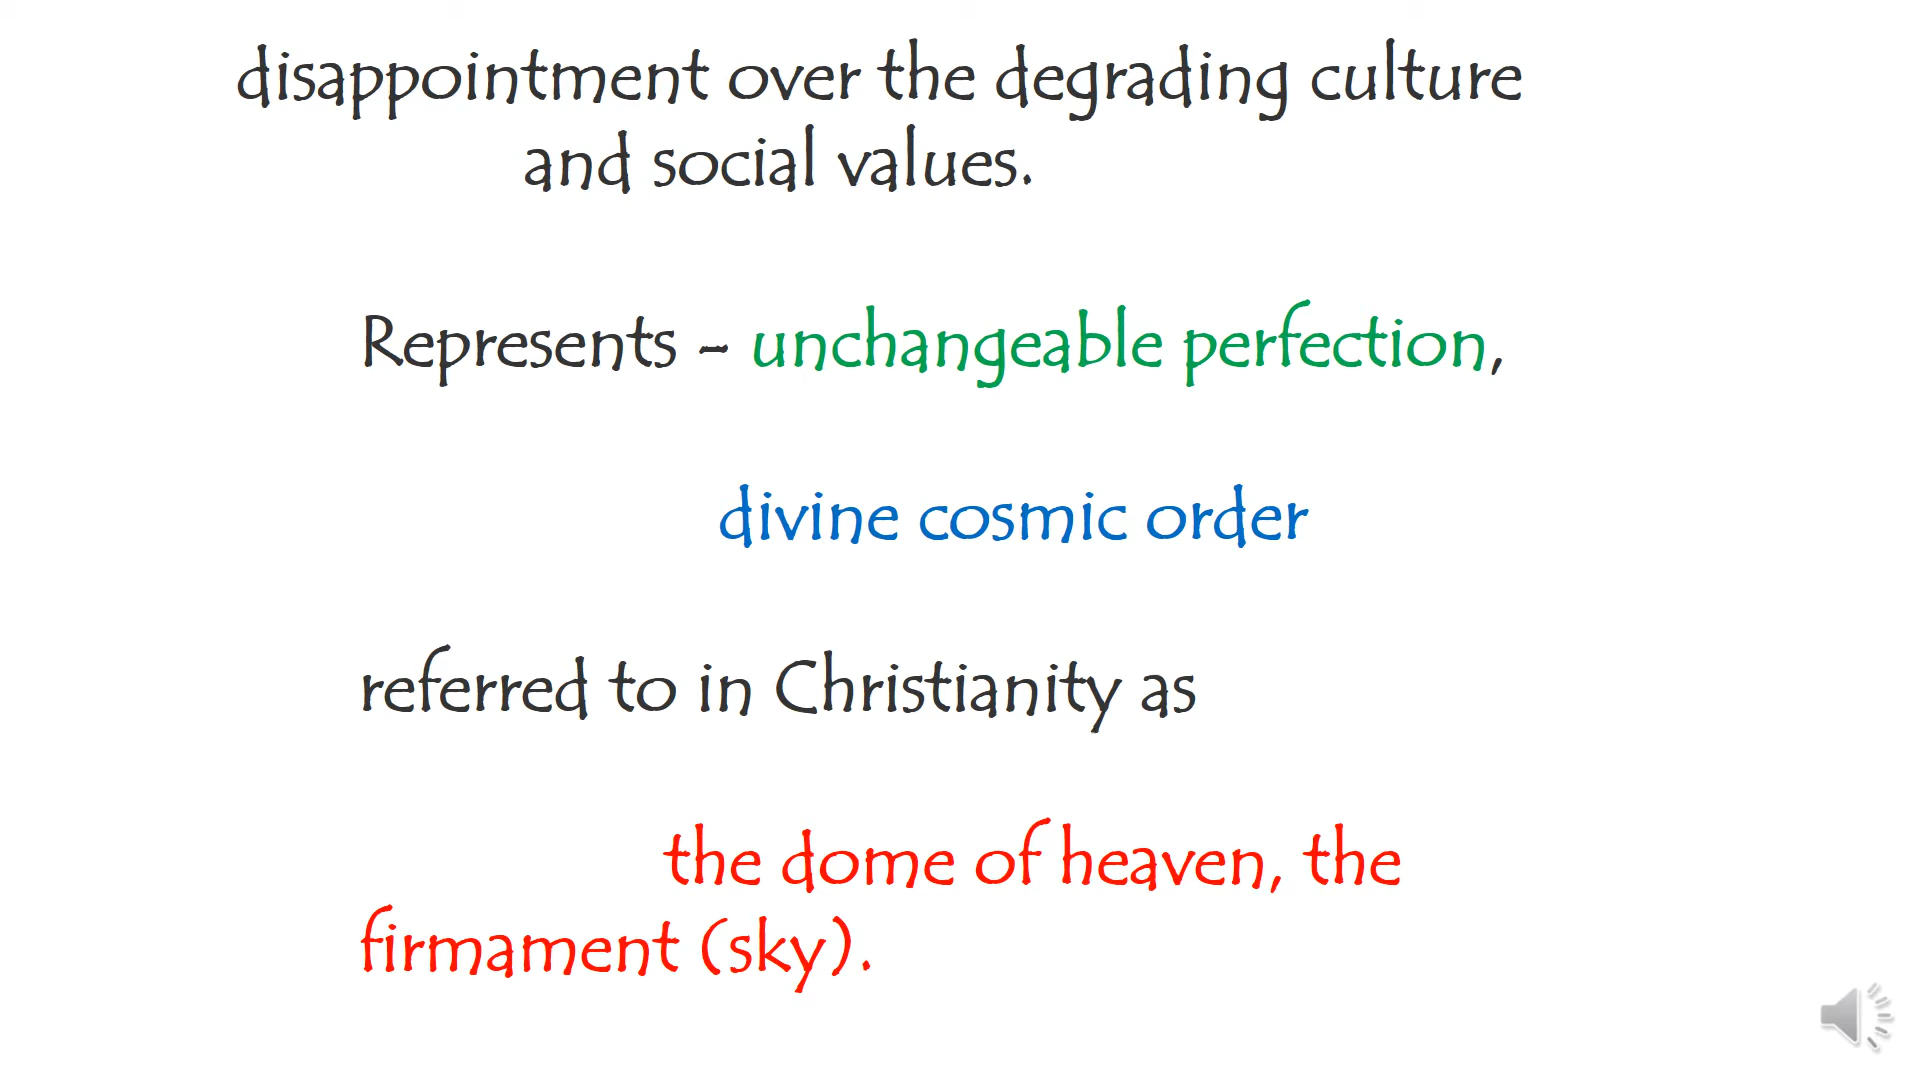 disappointment over the degrading culture
and social values.
Represents – unchangeable perfection,
divine cosmic order
referred to in Christianity as
the dome of heaven, the
firmament (sky).